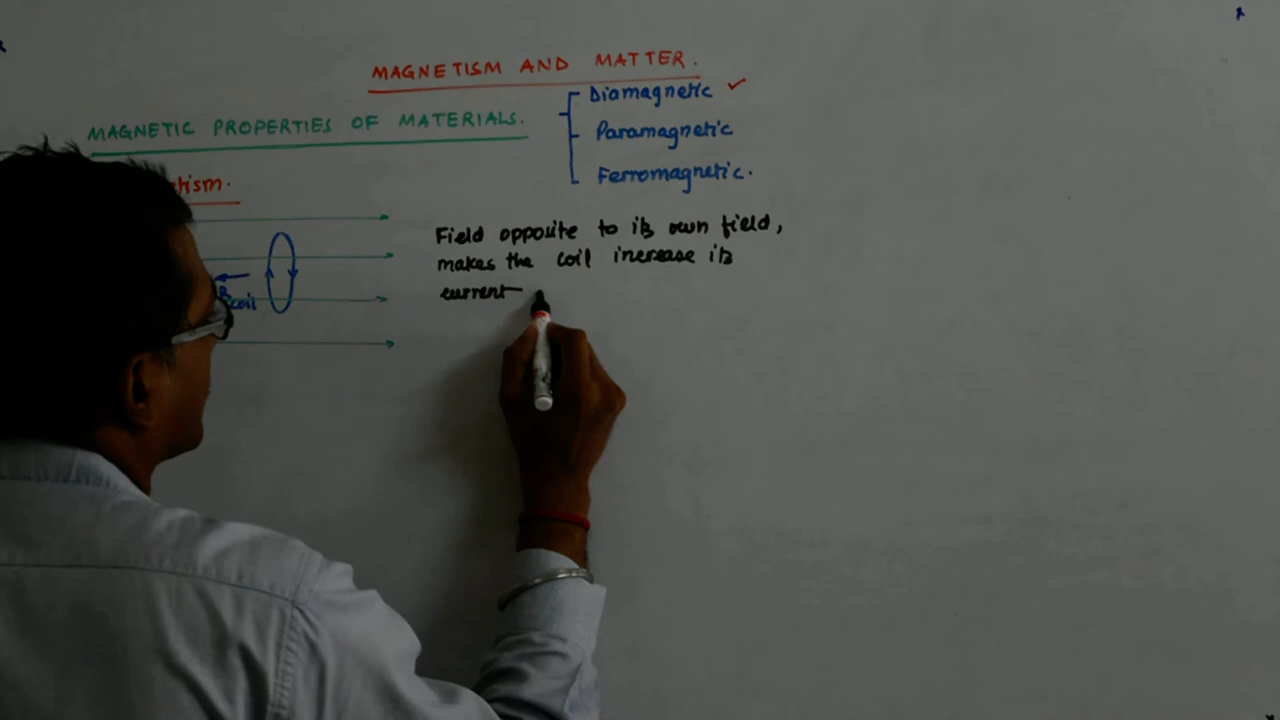 MAGNETISM AND MATTER.
MAGNETIC PROPERTIES OF MATERIALS.
Diamagnetic ✓
Paramagnetic
Ferromagnetic.
Field opposite to its own field,
makes the coil increase its
current
coil